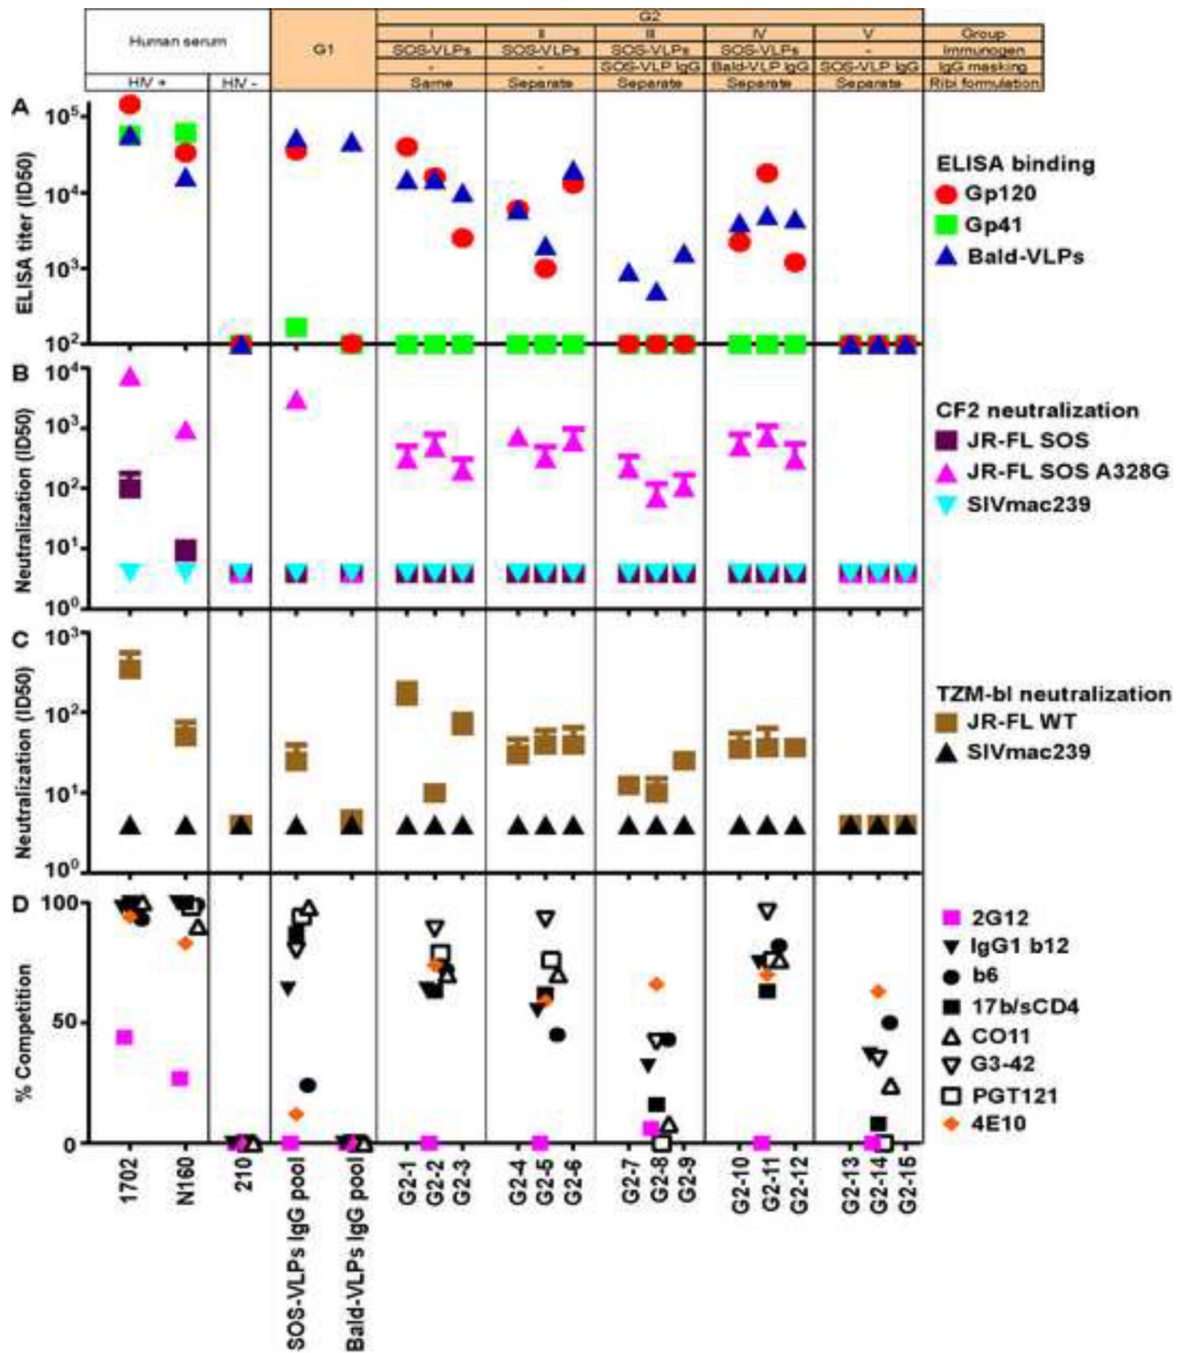 G2
Human serum G1 I II III IV V Group
SOS-VLPs SOS-VLPs SOS-VLPs SOS-VLPs - Immunogen
- - SOS-VLP IgG Bald-VLP IgG SOS-VLP IgG IgG masking
HIV + HIV - Same Separate Separate Separate Separate Ribi formulation
A
ELISA titer (ID50)
10^5
10^4
10^3
10^2
ELISA binding
Gp120
Gp41
Bald-VLPs
B
Neutralization (ID50)
10^4
10^3
10^2
10^1
10^0
CF2 neutralization
JR-FL SOS
JR-FL SOS A328G
SIVmac239
C
Neutralization (ID50)
10^3
10^2
10^1
10^0
TZM-bl neutralization
JR-FL WT
SIVmac239
D
% Competition
100
50
0
2G12
IgG1 b12
b6
17b/sCD4
CO11
G3-42
PGT121
4E10
1702
N160
210
SOS-VLPs IgG pool
Bald-VLPs IgG pool
G2-1
G2-2
G2-3
G2-4
G2-5
G2-6
G2-7
G2-8
G2-9
G2-10
G2-11
G2-12
G2-13
G2-14
G2-15